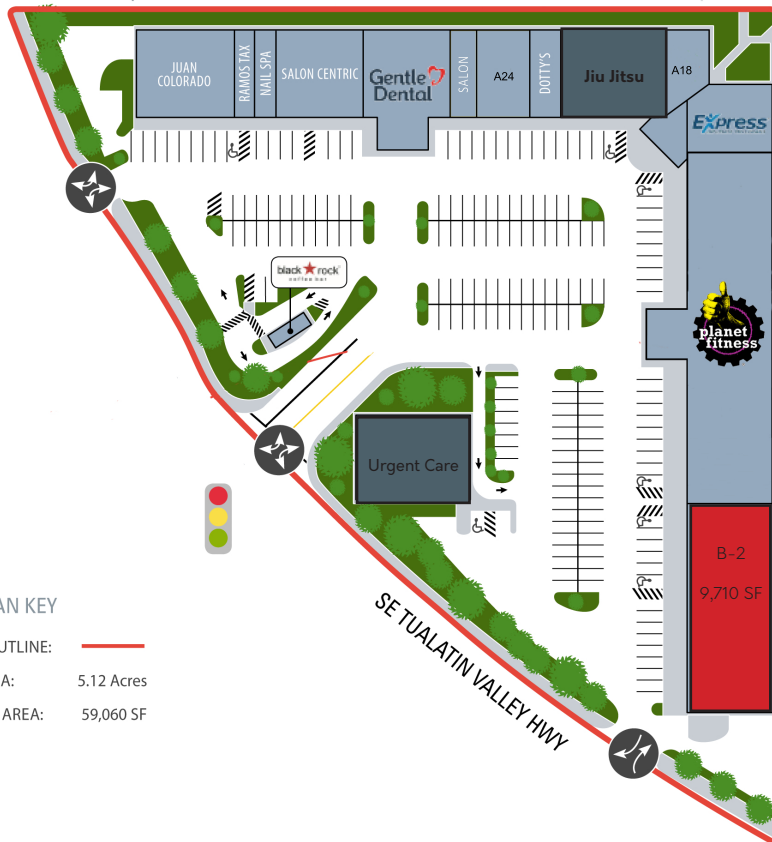 JUAN
COLORADO
RAMOS TAX
NAIL SPA
SALON CENTRIC
Gentle
Dental
SALON
A24
DOTTY'S
Jiu Jitsu
A18
Express
black rock
coffee bar
planet
fitness
Urgent Care
B-2
9,710 SF
SE TUALATIN VALLEY HWY
AN KEY
UTLINE:
A: 5.12 Acres
AREA: 59,060 SF